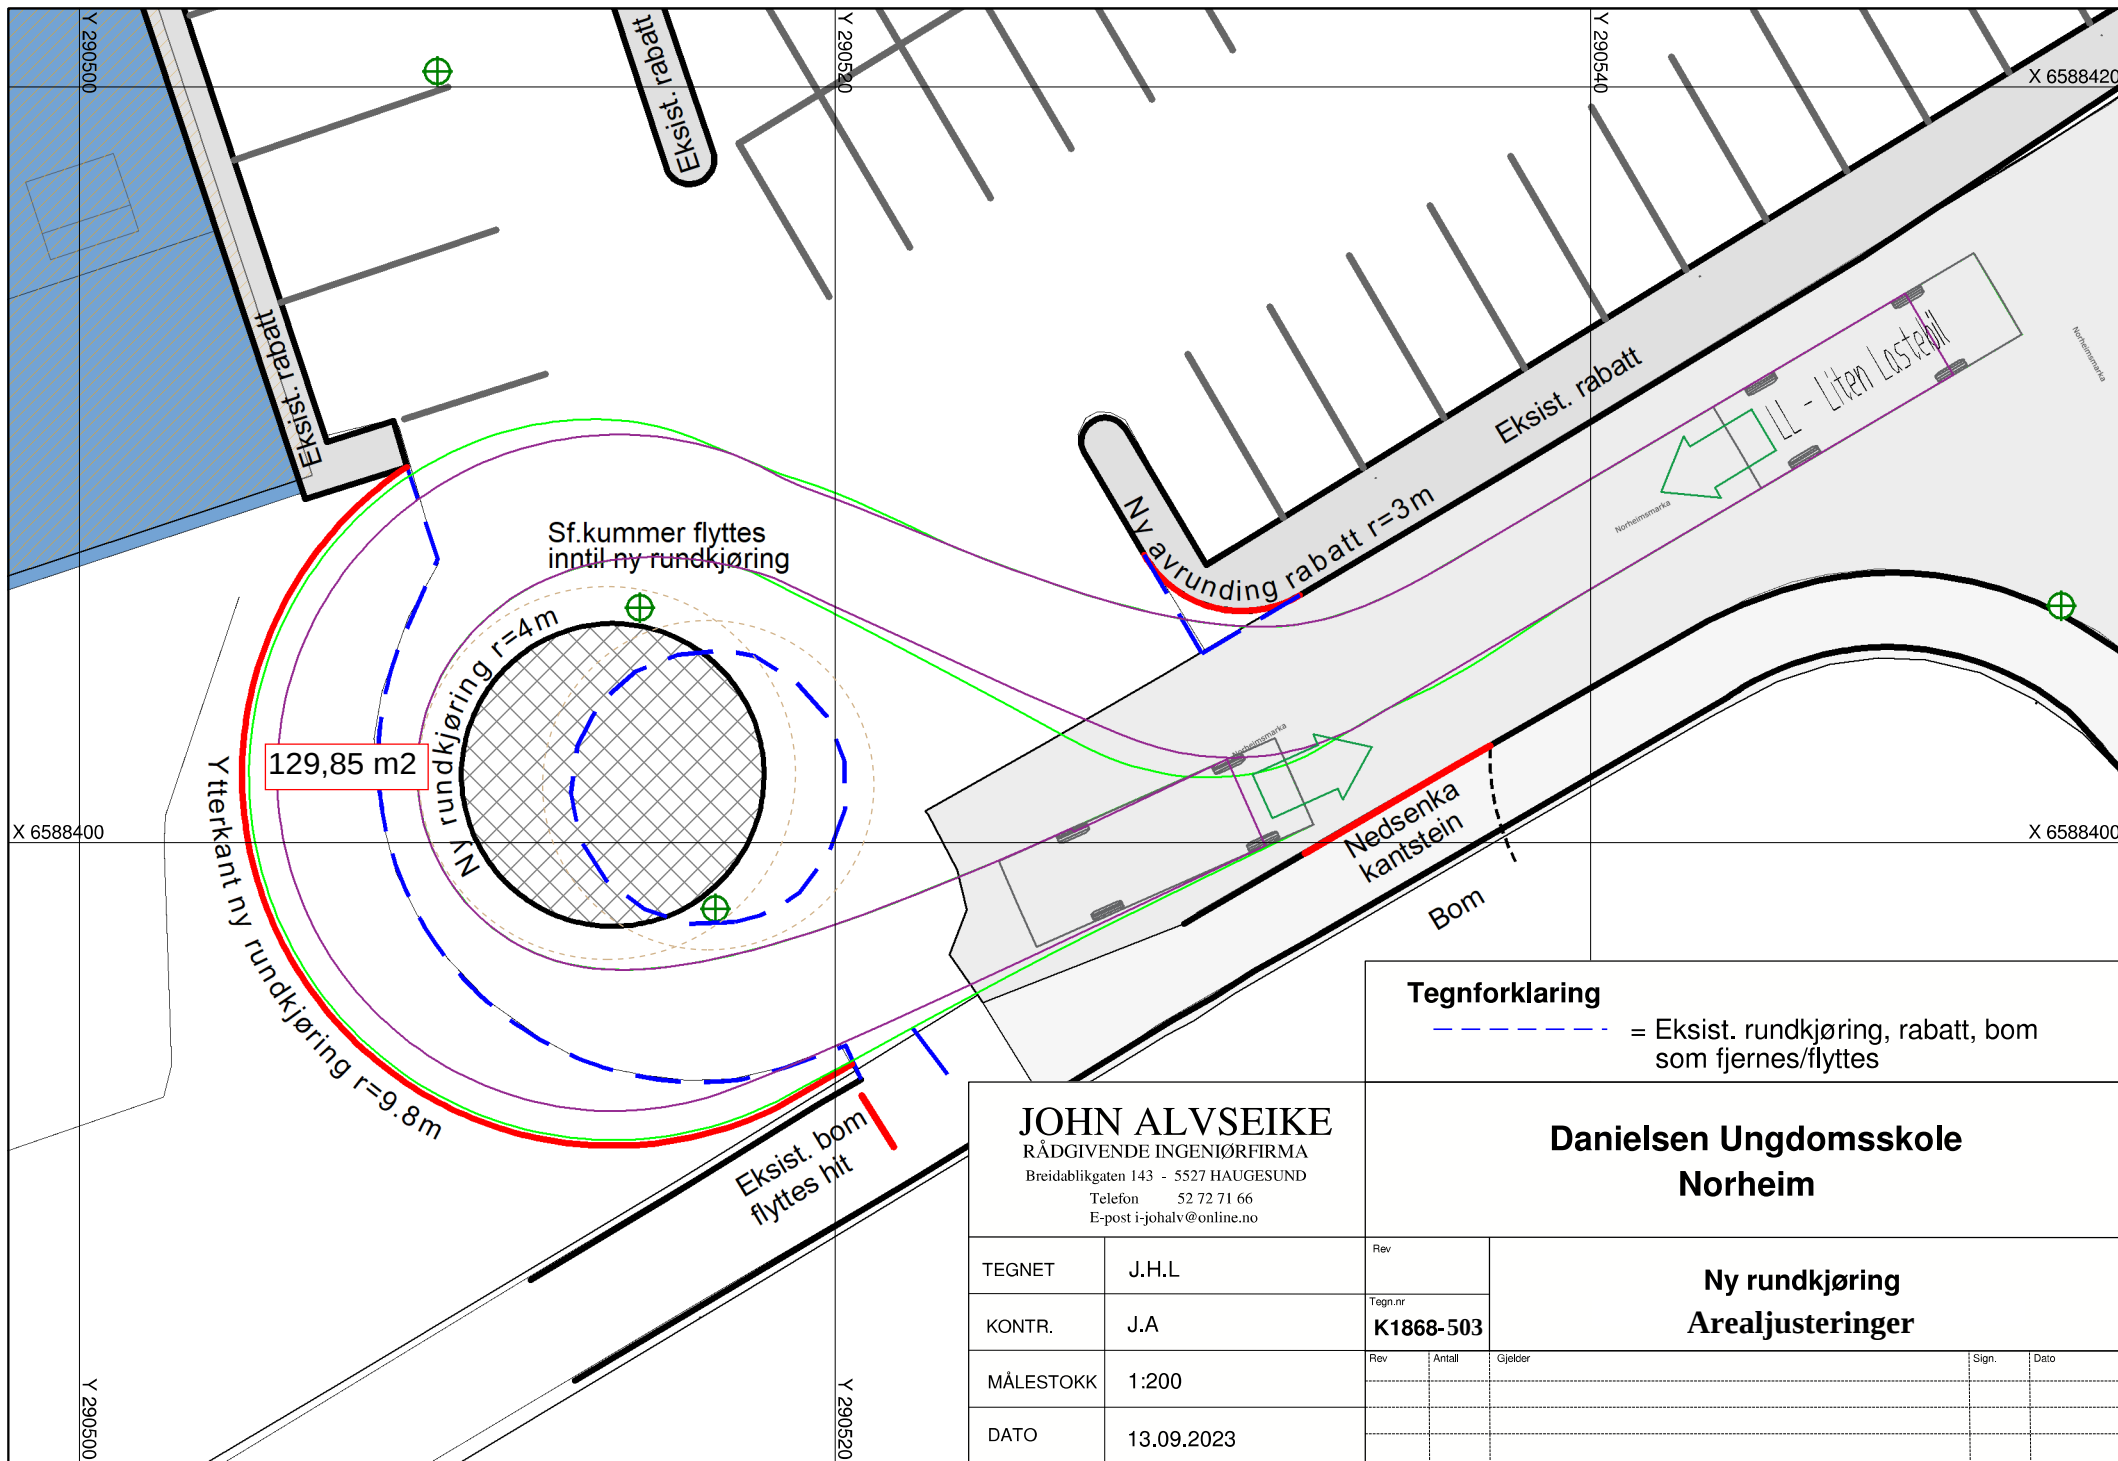 Y 290500
Y 290520
Y 290540
X 6588420
Eksist. rabatt
Eksist. rabatt
Eksist. rabatt
LL - Liten Lastebil
Norheimsmarka
Norheimsmarka
Ny avrunding rabatt r=3m
Sf.kummer flyttes
inntil ny rundkjøring
Ny rundkjøring r=4m
129,85 m2
Norheimsmarka
X 6588400
X 6588400
Ytterkant ny rundkjøring r=9.8m
Nedsenka
kantstein
Bom
Eksist. bom
flyttes hit
Y 290500
Y 290520
Tegnforklaring
= Eksist. rundkjøring, rabatt, bom
som fjernes/flyttes
JOHN ALVSEIKE
RÅDGIVENDE INGENIØRFIRMA
Breidablikgaten 143 - 5527 HAUGESUND
Telefon 52 72 71 66
E-post i-johalv@online.no
Danielsen Ungdomsskole
Norheim
TEGNET J.H.L
KONTR. J.A
MÅLESTOKK 1:200
DATO 13.09.2023
Rev
Tegn.nr
K1868-503
Ny rundkjøring
Arealjusteringer
Rev Antall Gjelder Sign. Dato